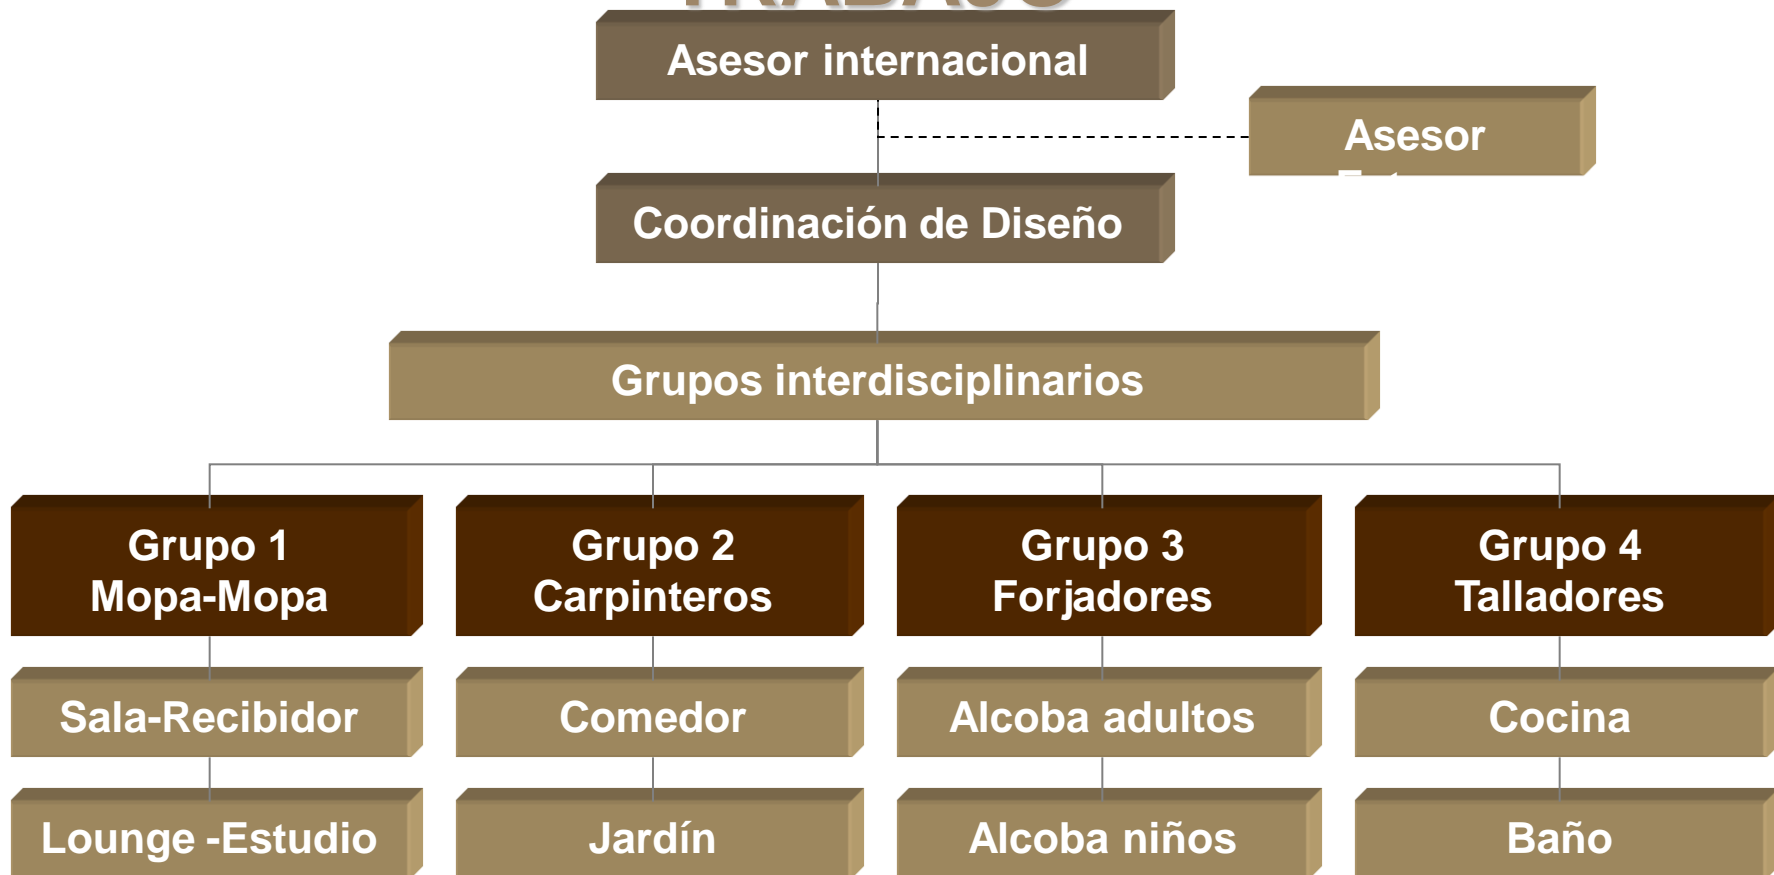 TRABAJO
Asesor internacional
Asesor
Coordinación de Diseño
Grupos interdisciplinarios
Grupo 1
Mopa-Mopa
Grupo 2
Carpinteros
Grupo 3
Forjadores
Grupo 4
Talladores
Sala-Recibidor
Comedor
Alcoba adultos
Cocina
Lounge -Estudio
Jardín
Alcoba niños
Baño